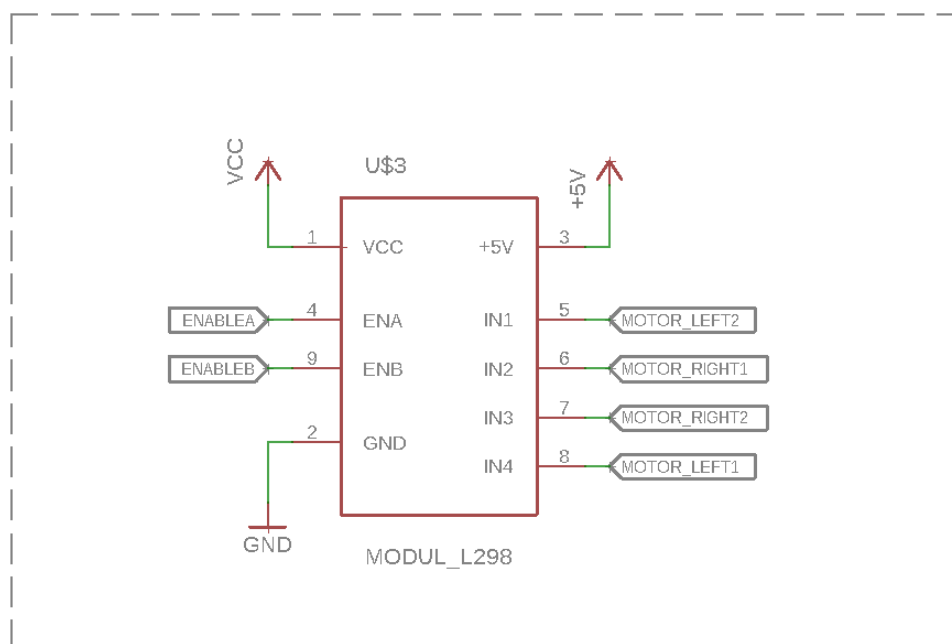 VCC
U$3
+5V
1 VCC +5V 3
ENABLEA 4 ENA IN1 5 MOTOR_LEFT2
ENABLEB 9 ENB IN2 6 MOTOR_RIGHT1
IN3 7 MOTOR_RIGHT2
2 GND
IN4 8 MOTOR_LEFT1
GND
MODUL_L298